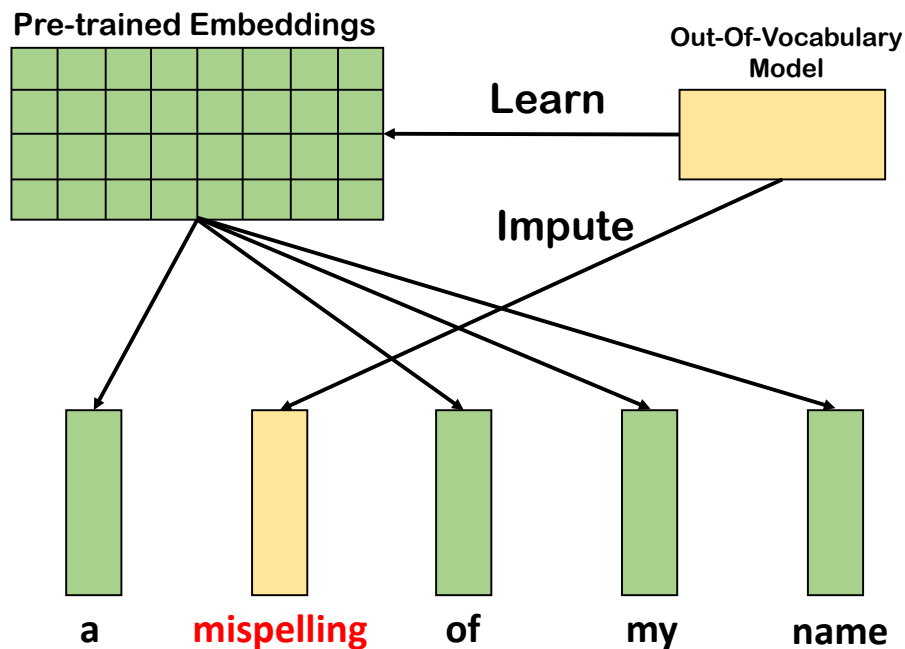 Pre-trained Embeddings
Out-Of-Vocabulary
Model
Learn
Impute
a mispelling of my name